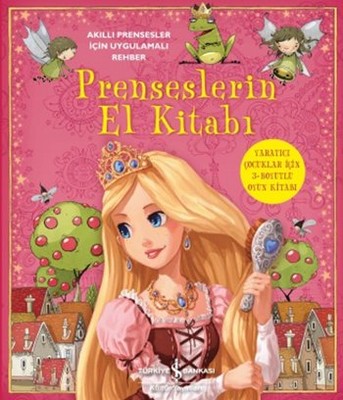 AKILLI PRENSESLER
İÇİN UYGULAMALI
REHBER
Prenseslerin
El Kitabı
YARATICI
ÇOCUKLAR İÇİN
3-BOYUTLU
OYUN KİTABI
TÜRKİYE İŞ BANKASI
Kültür Yayınları